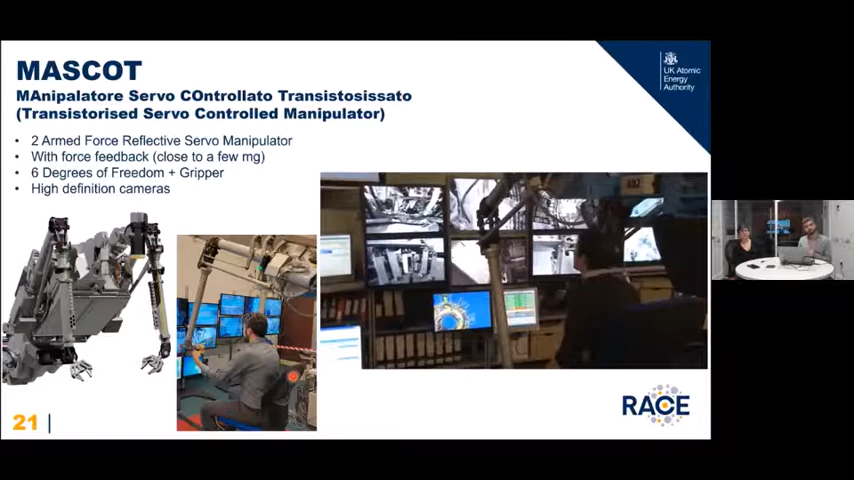 MASCOT
MAnipalatore Servo COntrollato Transistosissato
(Transistorised Servo Controlled Manipulator)
• 2 Armed Force Reflective Servo Manipulator
• With force feedback (close to a few mg)
• 6 Degrees of Freedom + Gripper
• High definition cameras
UK Atomic
Energy
Authority
RACE
21